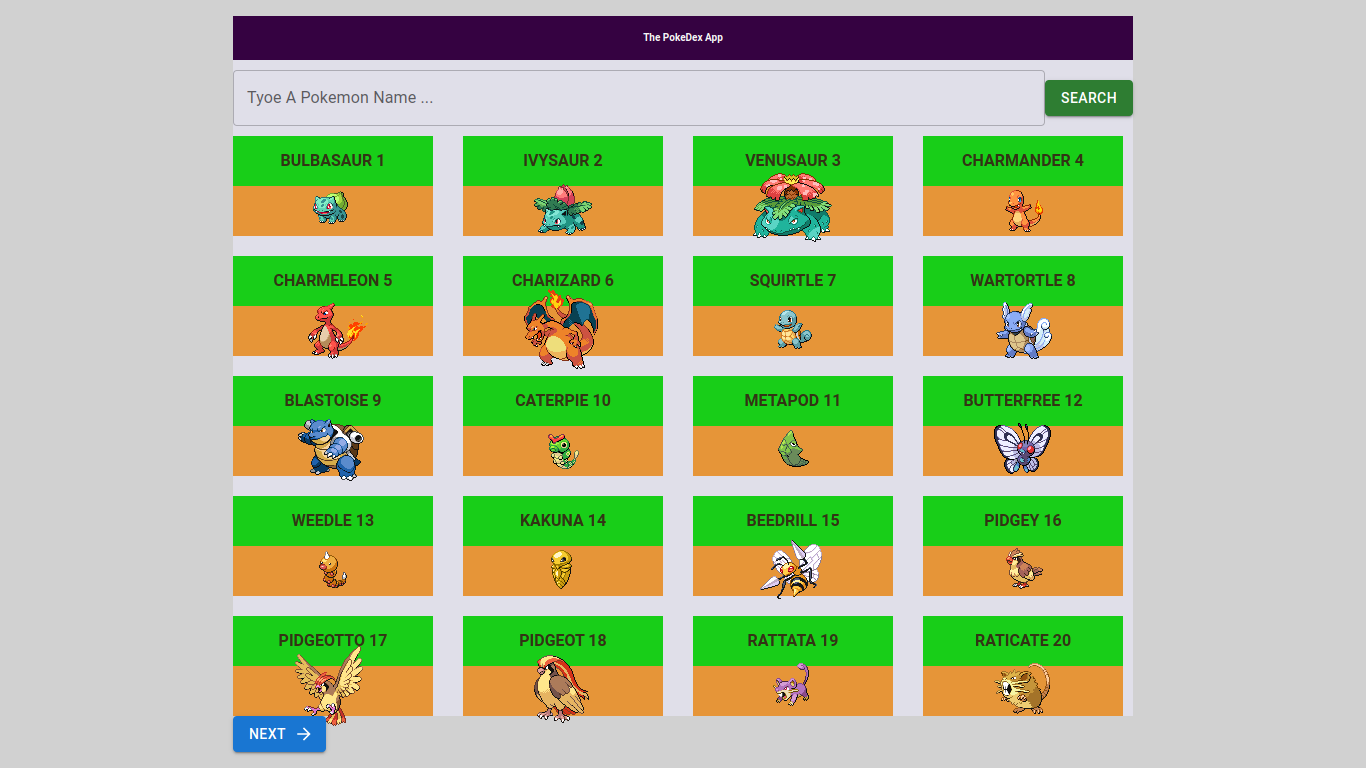 The PokeDex App
Tyoe A Pokemon Name ...
SEARCH
BULBASAUR 1
IVYSAUR 2
VENUSAUR 3
CHARMANDER 4
CHARMELEON 5
CHARIZARD 6
SQUIRTLE 7
WARTORTLE 8
BLASTOISE 9
CATERPIE 10
METAPOD 11
BUTTERFREE 12
WEEDLE 13
KAKUNA 14
BEEDRILL 15
PIDGEY 16
PIDGEOTTO 17
PIDGEOT 18
RATTATA 19
RATICATE 20
NEXT